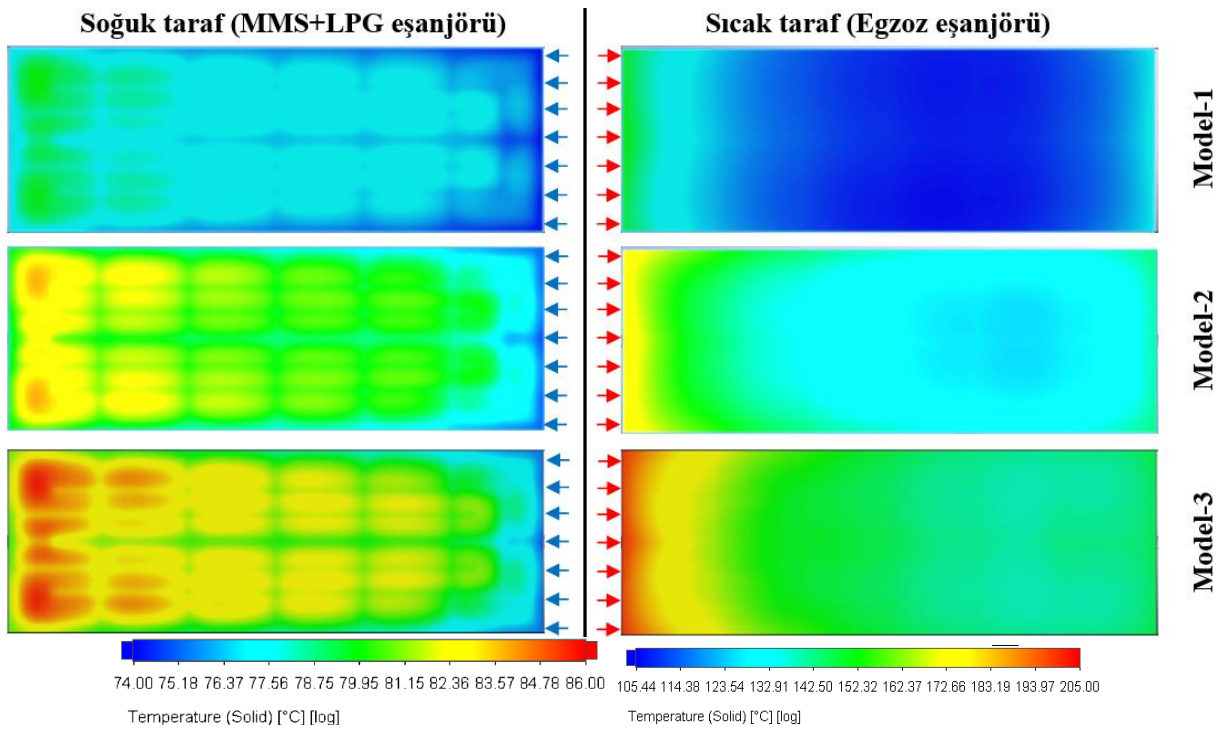 Soğuk taraf (MMS+LPG eşanjörü)
Sıcak taraf (Egzoz eşanjörü)
Model-1
Model-2
Model-3
74.00 75.18 76.37 77.56 78.75 79.95 81.15 82.36 83.57 84.78 86.00
Temperature (Solid) [°C] [log]
105.44 114.38 123.54 132.91 142.50 152.32 162.37 172.66 183.19 193.97 205.00
Temperature (Solid) [°C] [log]